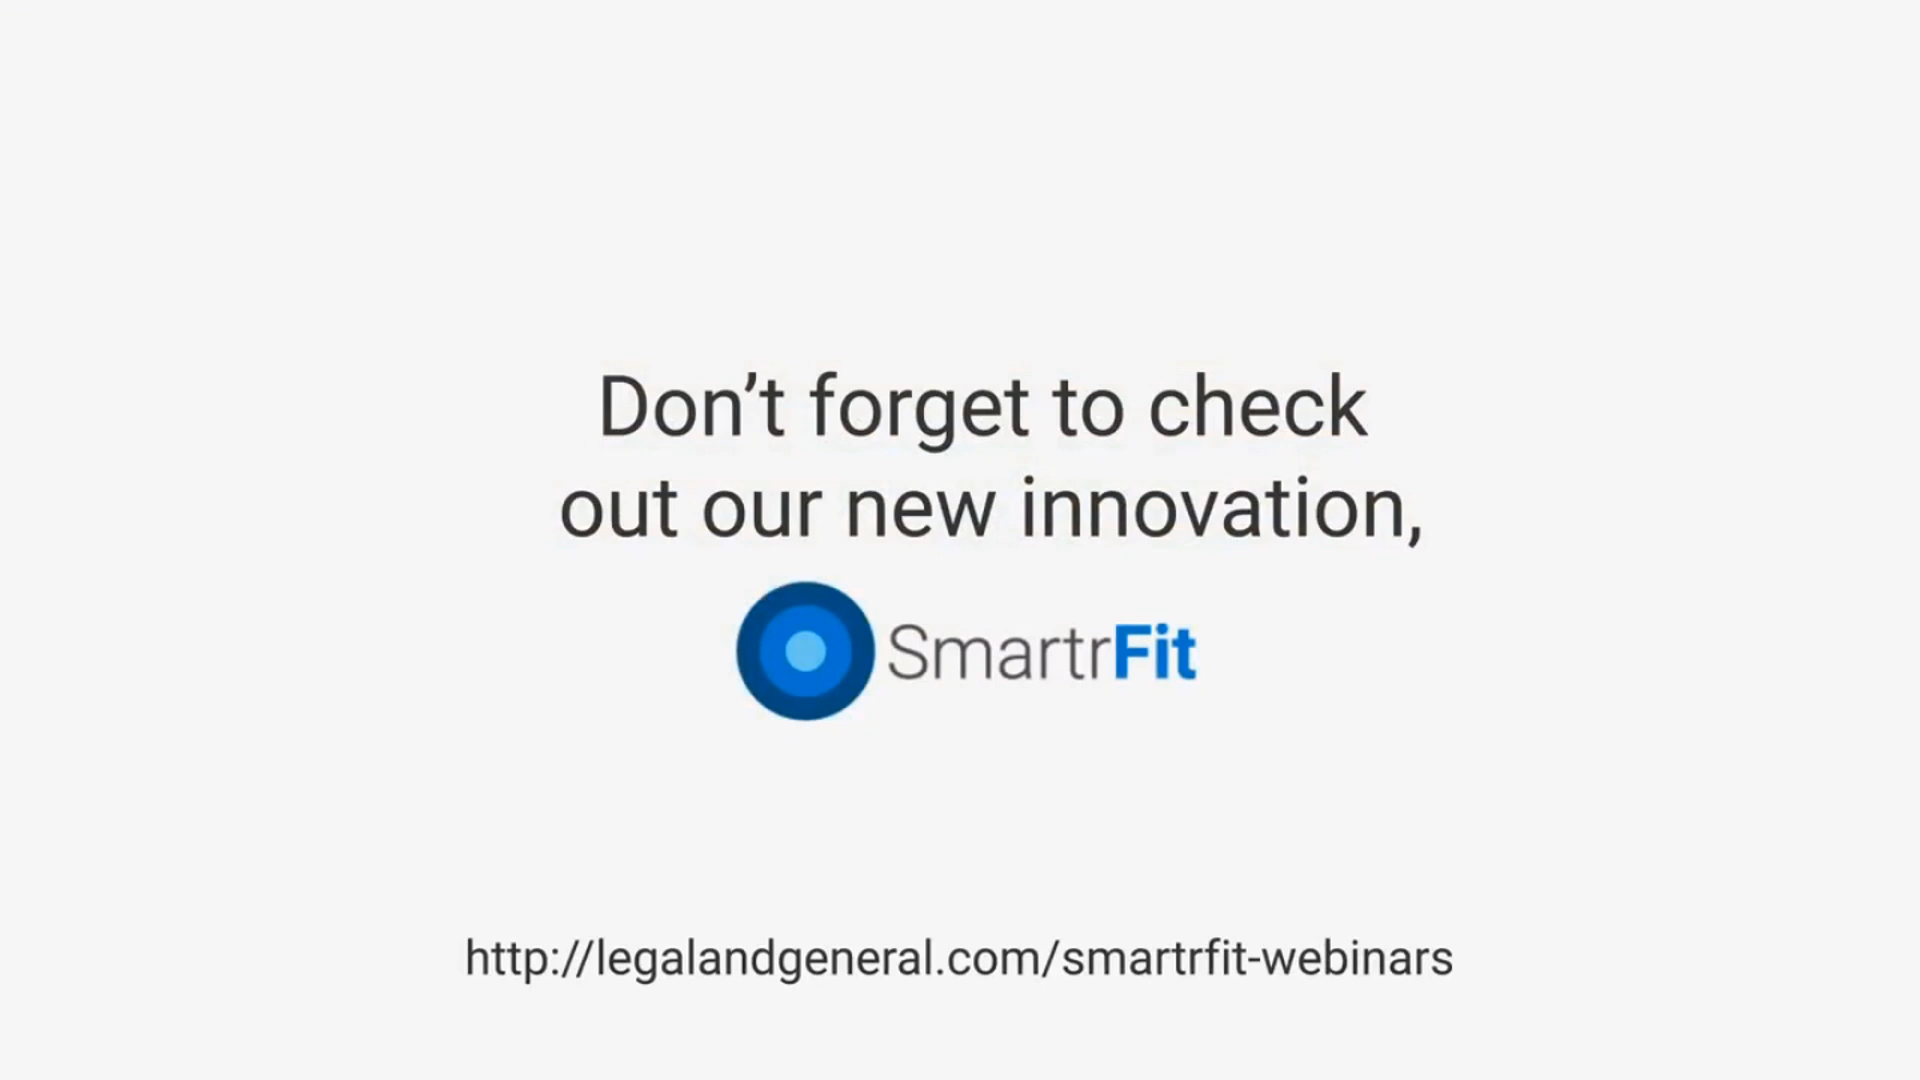 Don’t forget to check
out our new innovation,
SmartrFit
http://legalandgeneral.com/smartrfit-webinars